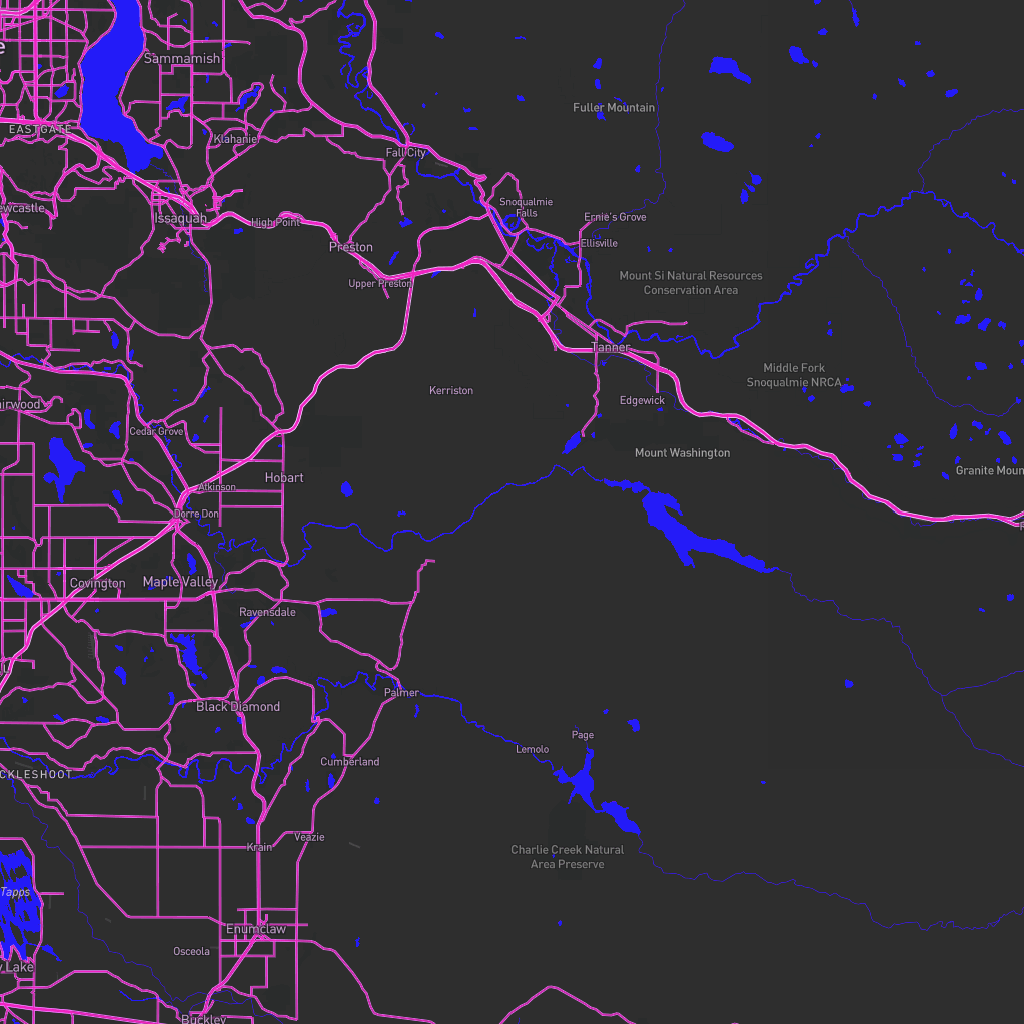 e
Sammamish
Fuller Mountain
EASTGATE
Klahanie
Fall City
Snoqualmie
Falls
ewcastle
Issaquah
High Point
Ernie's Grove
Preston
Ellisville
Upper Preston
Mount Si Natural Resources
Conservation Area
Tanner
Middle Fork
Snoqualmie NRCA
Kerriston
Edgewick
airwood
Cedar Grove
Mount Washington
Granite Moun
Hobart
Atkinson
Dorre Don
Covington
Maple Valley
Ravensdale
Palmer
Black Diamond
Page
Lemolo
Cumberland
CKLESHOOT
Veazie
Krain
Charlie Creek Natural
Area Preserve
Tapps
Enumclaw
Osceola
y Lake
Buckley